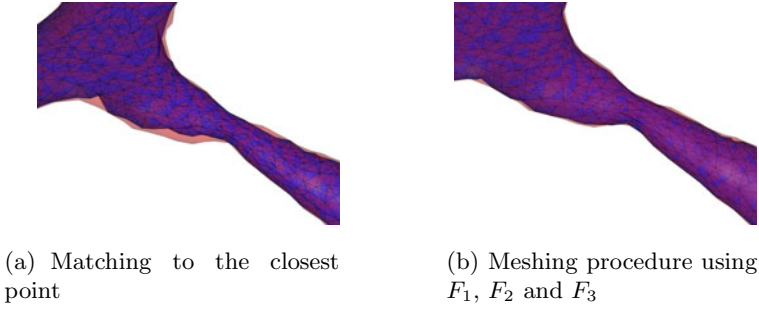 (a) Matching to the closest
point
(b) Meshing procedure using
F₁, F₂ and F₃